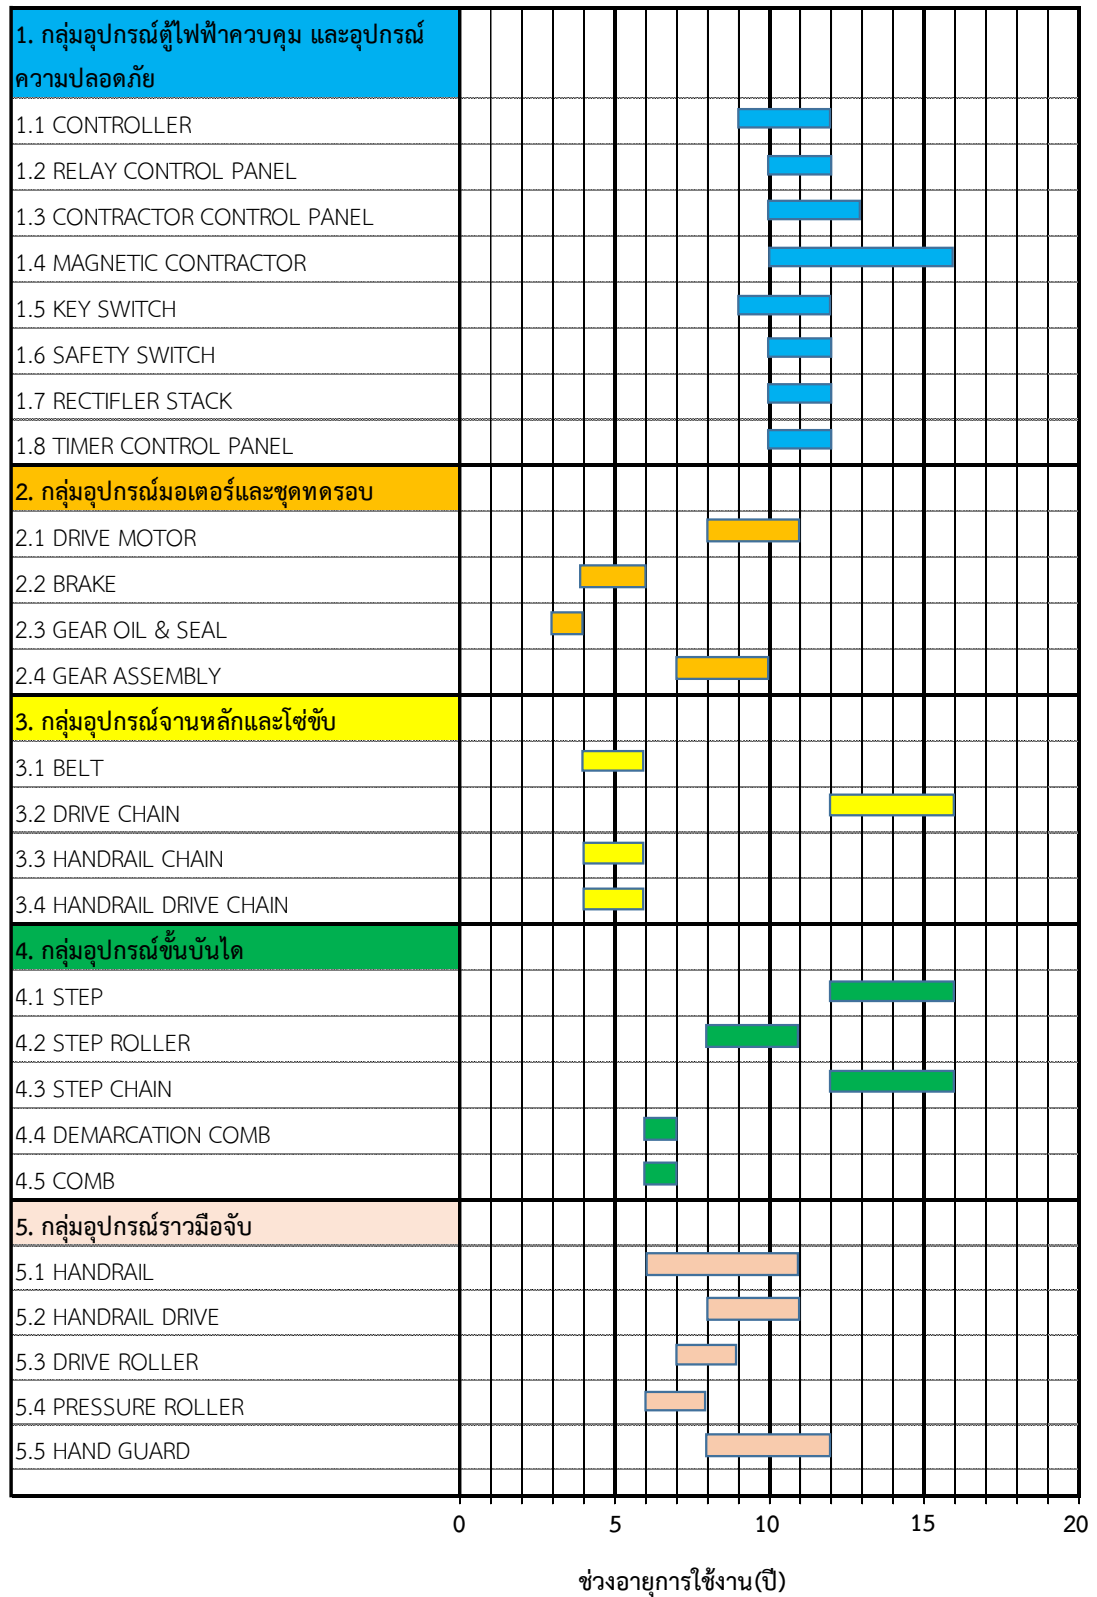 1. กลุ่มอุปกรณ์ตู้ไฟฟ้าควบคุม และอุปกรณ์
ความปลอดภัย
1.1 CONTROLLER
1.2 RELAY CONTROL PANEL
1.3 CONTRACTOR CONTROL PANEL
1.4 MAGNETIC CONTRACTOR
1.5 KEY SWITCH
1.6 SAFETY SWITCH
1.7 RECTIFLER STACK
1.8 TIMER CONTROL PANEL
2. กลุ่มอุปกรณ์มอเตอร์และชุดทดรอบ
2.1 DRIVE MOTOR
2.2 BRAKE
2.3 GEAR OIL & SEAL
2.4 GEAR ASSEMBLY
3. กลุ่มอุปกรณ์จานหลักและโซ่ขับ
3.1 BELT
3.2 DRIVE CHAIN
3.3 HANDRAIL CHAIN
3.4 HANDRAIL DRIVE CHAIN
4. กลุ่มอุปกรณ์ขั้นบันได
4.1 STEP
4.2 STEP ROLLER
4.3 STEP CHAIN
4.4 DEMARCATION COMB
4.5 COMB
5. กลุ่มอุปกรณ์ราวมือจับ
5.1 HANDRAIL
5.2 HANDRAIL DRIVE
5.3 DRIVE ROLLER
5.4 PRESSURE ROLLER
5.5 HAND GUARD
0 5 10 15 20
ช่วงอายุการใช้งาน(ปี)